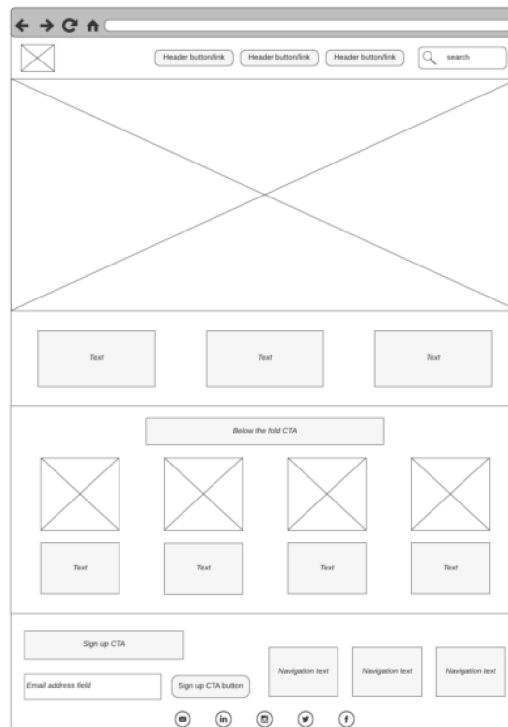 Header button/link Header button/link Header button/link search
Text Text Text
Below the fold CTA
Text Text Text Text
Sign up CTA
Navigation text Navigation text Navigation text
Email address field Sign up CTA button